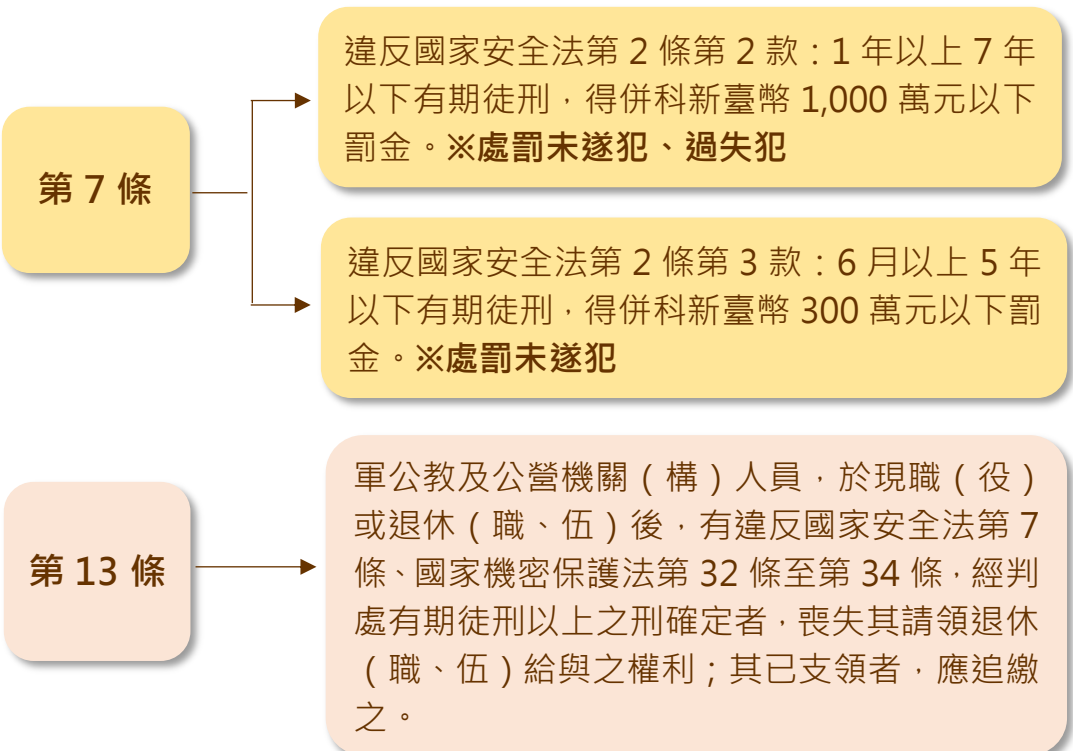 第 7 條
違反國家安全法第 2 條第 2 款：1 年以上 7 年
以下有期徒刑，得併科新臺幣 1,000 萬元以下
罰金。※處罰未遂犯、過失犯
違反國家安全法第 2 條第 3 款：6 月以上 5 年
以下有期徒刑，得併科新臺幣 300 萬元以下罰
金。※處罰未遂犯
第 13 條
軍公教及公營機關（構）人員，於現職（役）
或退休（職、伍）後，有違反國家安全法第 7
條、國家機密保護法第 32 條至第 34 條，經判
處有期徒刑以上之刑確定者，喪失其請領退休
（職、伍）給與之權利；其已支領者，應追繳
之。